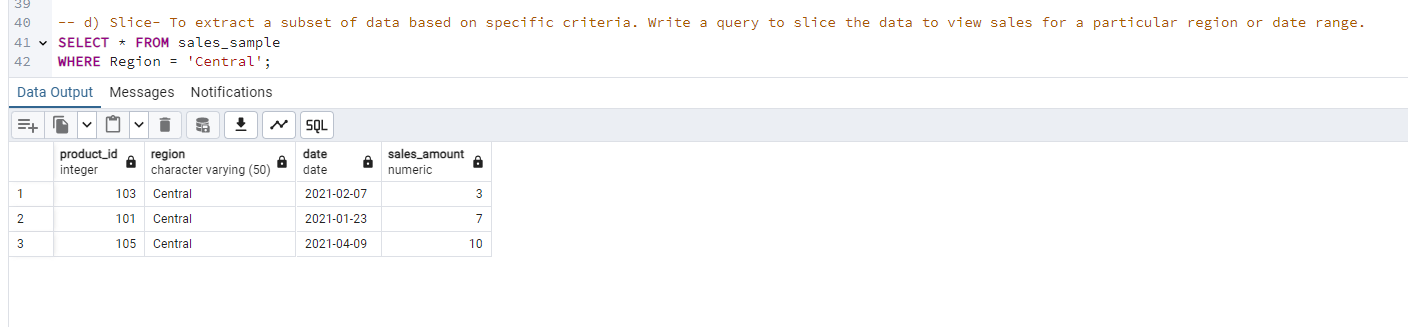 39
40 -- d) Slice- To extract a subset of data based on specific criteria. Write a query to slice the data to view sales for a particular region or date range.
41 SELECT * FROM sales_sample
42 WHERE Region = 'Central';
Data Output Messages Notifications
SQL
product_id region date sales_amount
integer character varying (50) date numeric
1 103 Central 2021-02-07 3
2 101 Central 2021-01-23 7
3 105 Central 2021-04-09 10